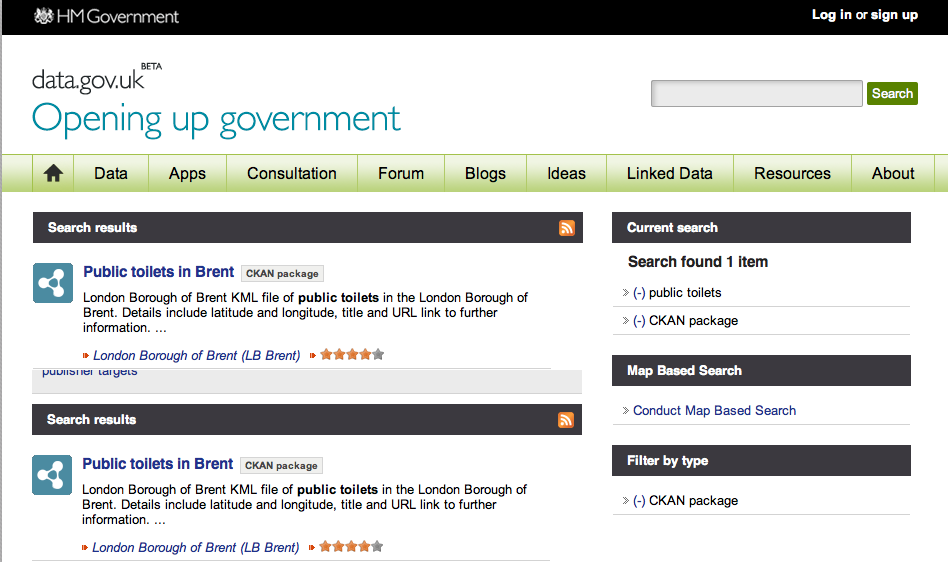 HM Government
Log in or sign up
data.gov.uk BETA
Opening up government
Search
Data Apps Consultation Forum Blogs Ideas Linked Data Resources About
Search results
Public toilets in Brent CKAN package
London Borough of Brent KML file of public toilets in the London Borough of
Brent. Details include latitude and longitude, title and URL link to further
information. ...
London Borough of Brent (LB Brent)
publisher targets
Search results
Public toilets in Brent CKAN package
London Borough of Brent KML file of public toilets in the London Borough of
Brent. Details include latitude and longitude, title and URL link to further
information. ...
London Borough of Brent (LB Brent)
Current search
Search found 1 item
(-) public toilets
(-) CKAN package
Map Based Search
Conduct Map Based Search
Filter by type
(-) CKAN package